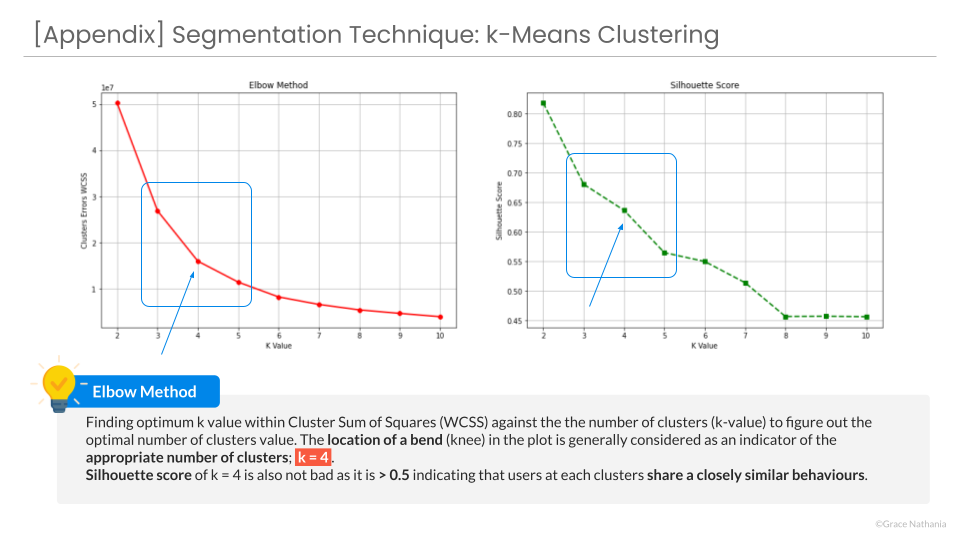 [Appendix] Segmentation Technique: k-Means Clustering
Elbow Method
1e7
5
4
3
2
1
Clusters Errors WCSS
2 3 4 5 6 7 8 9 10
K Value
Silhouette Score
0.80
0.75
0.70
0.65
0.60
0.55
0.50
0.45
Silhouette Score
2 3 4 5 6 7 8 9 10
K Value
Elbow Method
Finding optimum k value within Cluster Sum of Squares (WCSS) against the the number of clusters (k-value) to figure out the
optimal number of clusters value. The location of a bend (knee) in the plot is generally considered as an indicator of the
appropriate number of clusters; k = 4.
Silhouette score of k = 4 is also not bad as it is > 0.5 indicating that users at each clusters share a closely similar behaviours.
©Grace Nathania